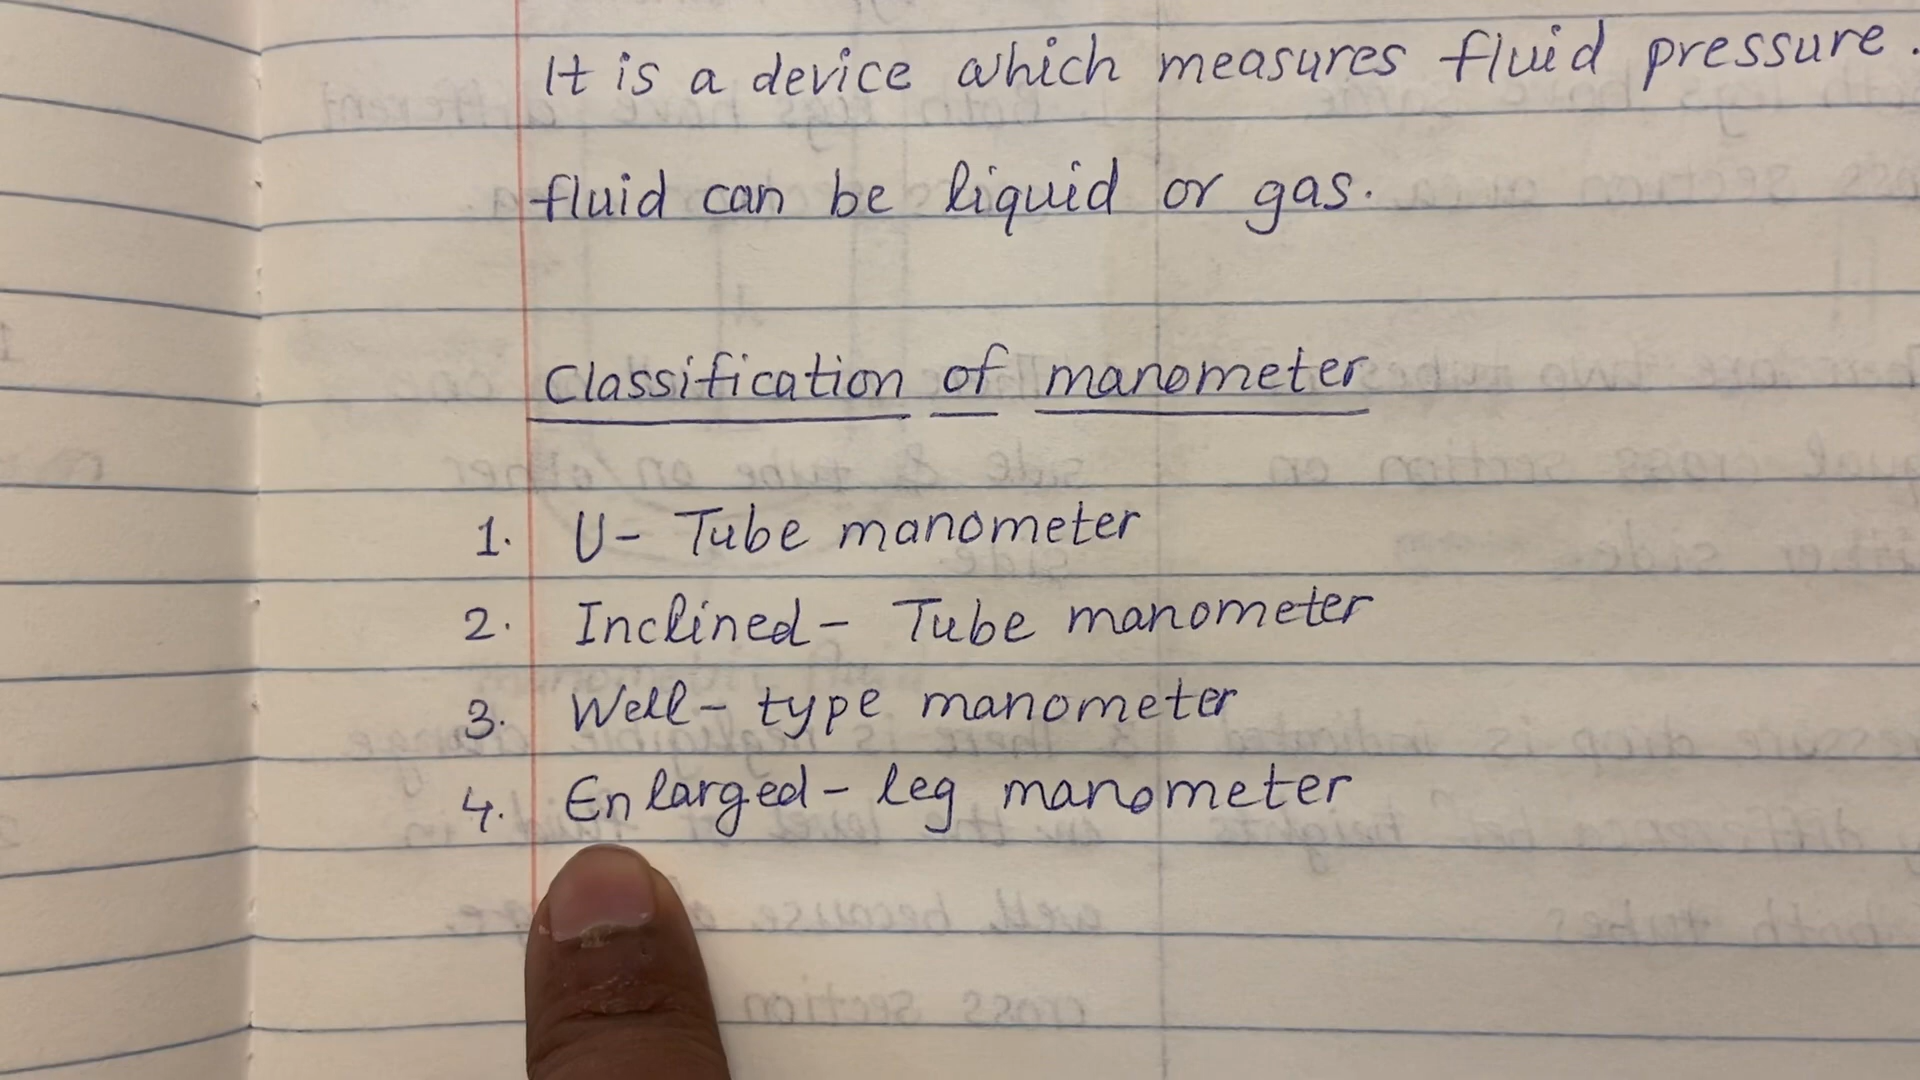 It is a device which measures fluid pressure.
fluid can be liquid or gas.
Classification of manometer
1. U- Tube manometer
2. Inclined- Tube manometer
3. Well- type manometer
4. Enlarged- leg manometer